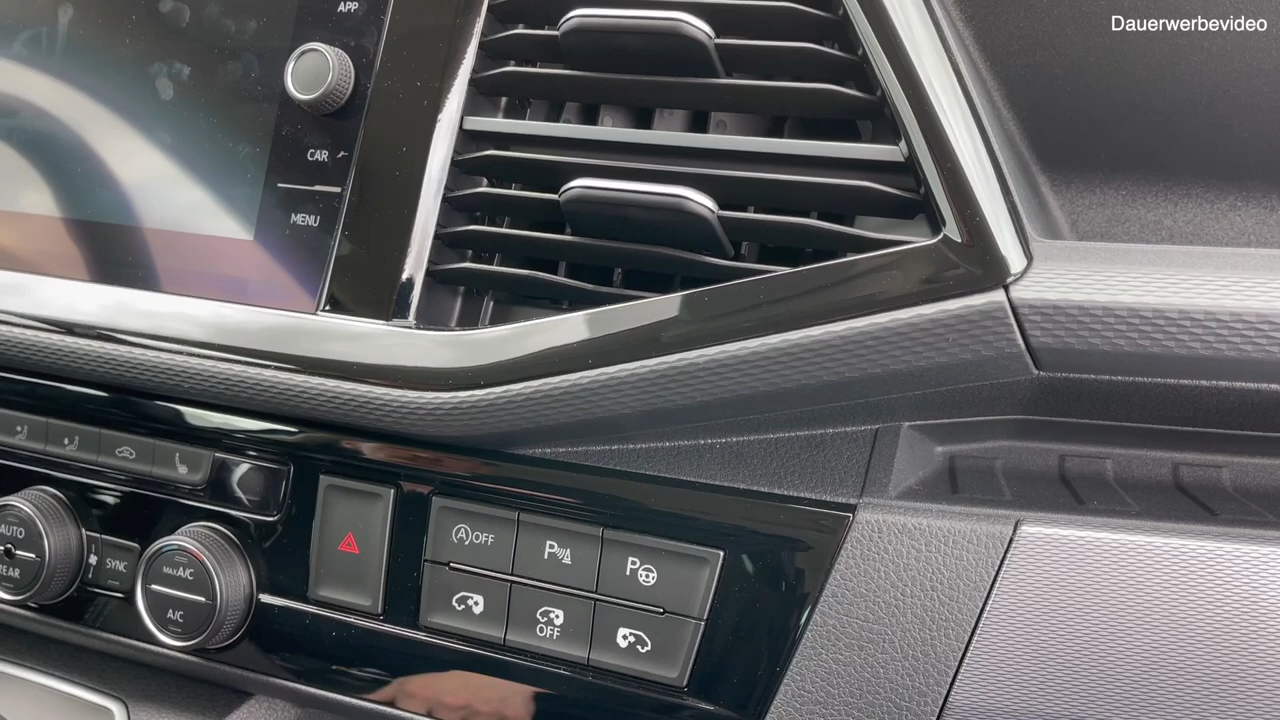 Dauerwerbevideo
APP
CAR
MENU
AUTO
REAR
SYNC
MAX A/C
A/C
A OFF
P
P
OFF